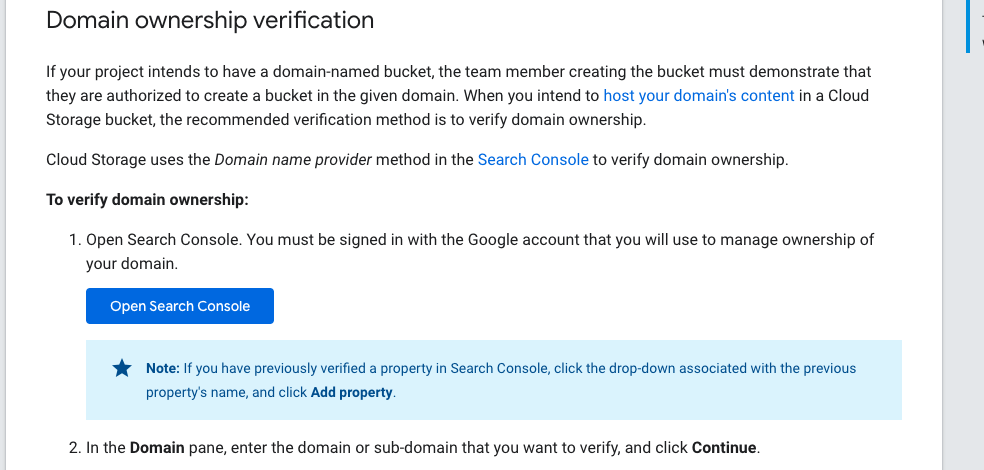 Domain ownership verification
If your project intends to have a domain-named bucket, the team member creating the bucket must demonstrate that
they are authorized to create a bucket in the given domain. When you intend to host your domain's content in a Cloud
Storage bucket, the recommended verification method is to verify domain ownership.
Cloud Storage uses the Domain name provider method in the Search Console to verify domain ownership.
To verify domain ownership:
1. Open Search Console. You must be signed in with the Google account that you will use to manage ownership of
your domain.
Open Search Console
Note: If you have previously verified a property in Search Console, click the drop-down associated with the previous
property's name, and click Add property.
2. In the Domain pane, enter the domain or sub-domain that you want to verify, and click Continue.